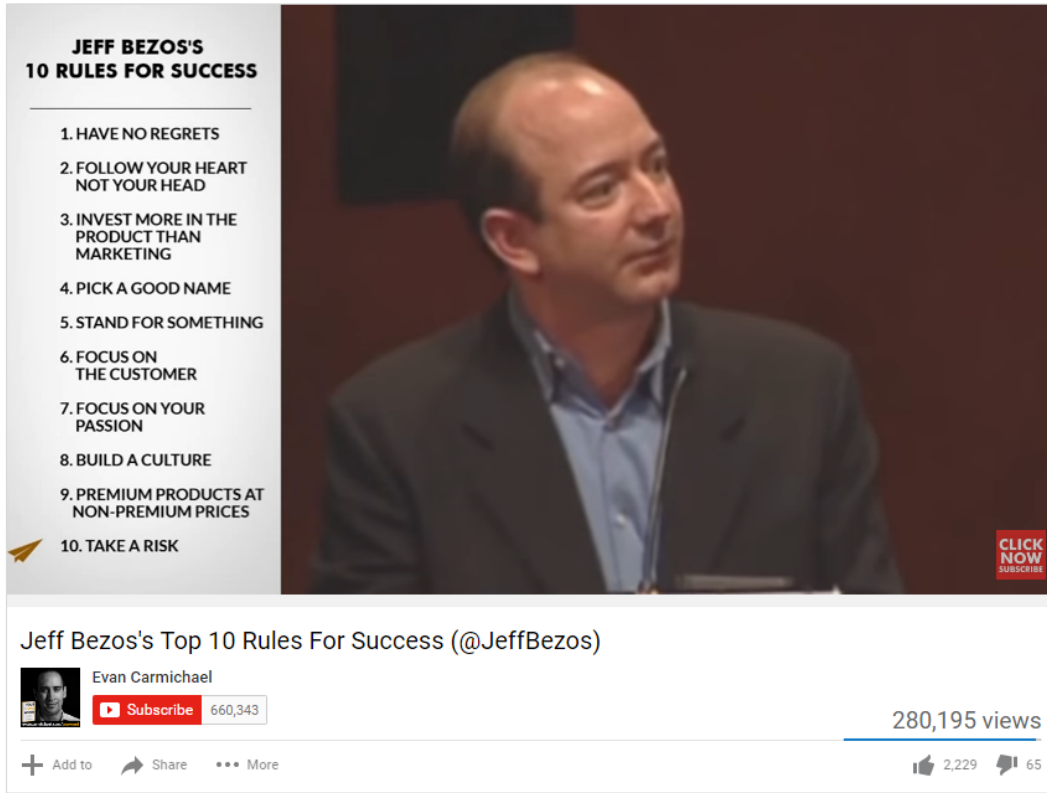 JEFF BEZOS'S
10 RULES FOR SUCCESS
1. HAVE NO REGRETS
2. FOLLOW YOUR HEART
NOT YOUR HEAD
3. INVEST MORE IN THE
PRODUCT THAN
MARKETING
4. PICK A GOOD NAME
5. STAND FOR SOMETHING
6. FOCUS ON
THE CUSTOMER
7. FOCUS ON YOUR
PASSION
8. BUILD A CULTURE
9. PREMIUM PRODUCTS AT
NON-PREMIUM PRICES
10. TAKE A RISK
CLICK
NOW
SUBSCRIBE
Jeff Bezos's Top 10 Rules For Success (@JeffBezos)
Evan Carmichael
Subscribe 660,343
280,195 views
Add to Share More
2,229 65